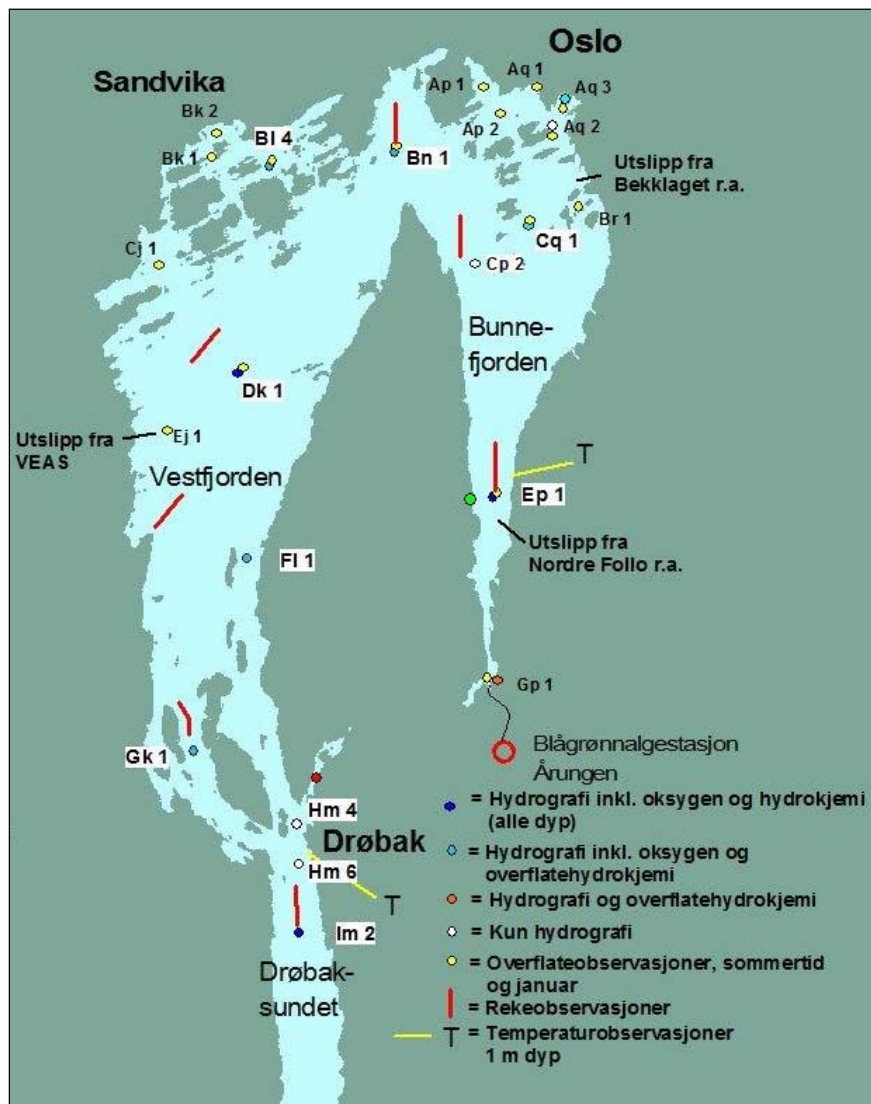 Oslo
Sandvika
Ap 1
Aq 1
Aq 3
Bk 2
Bl 4
Ap 2
Aq 2
Bk 1
Bn 1
Utslipp fra
Bekklaget r.a.
Br 1
Cq 1
Cj 1
Cp 2
Bunne-
fjorden
Dk 1
Utslipp fra
VEAS
Ej 1
Vestfjorden
T
Ep 1
Utslipp fra
Nordre Follo r.a.
Fl 1
Gp 1
Gk 1
Blågrønnalgestasjon
Årungen
Hm 4
Drøbak
Hm 6
T
Im 2
Drøbak-
sundet
= Hydrografi inkl. oksygen og hydrokjemi
(alle dyp)
= Hydrografi inkl. oksygen og
overflatehydrokjemi
= Hydrografi og overflatehydrokjemi
= Kun hydrografi
= Overflateobservasjoner, sommertid
og januar
= Rekeobservasjoner
T = Temperaturobservasjoner
1 m dyp